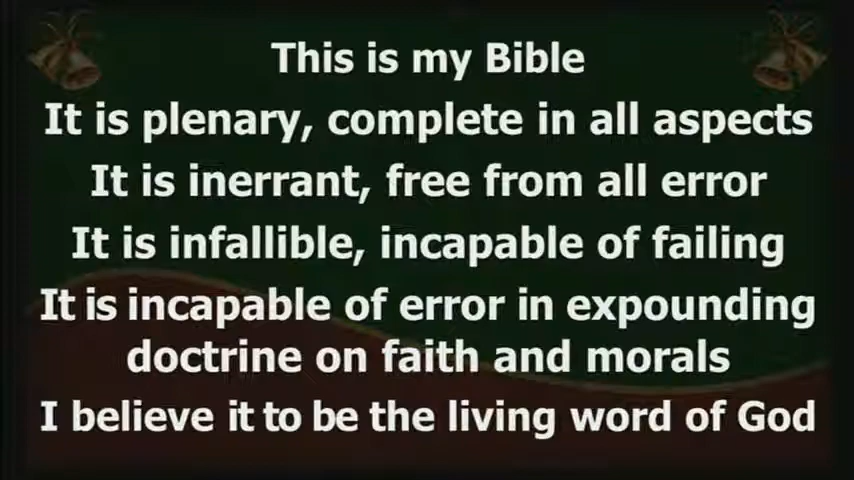 This is my Bible
It is plenary, complete in all aspects
It is inerrant, free from all error
It is infallible, incapable of failing
It is incapable of error in expounding
doctrine on faith and morals
I believe it to be the living word of God